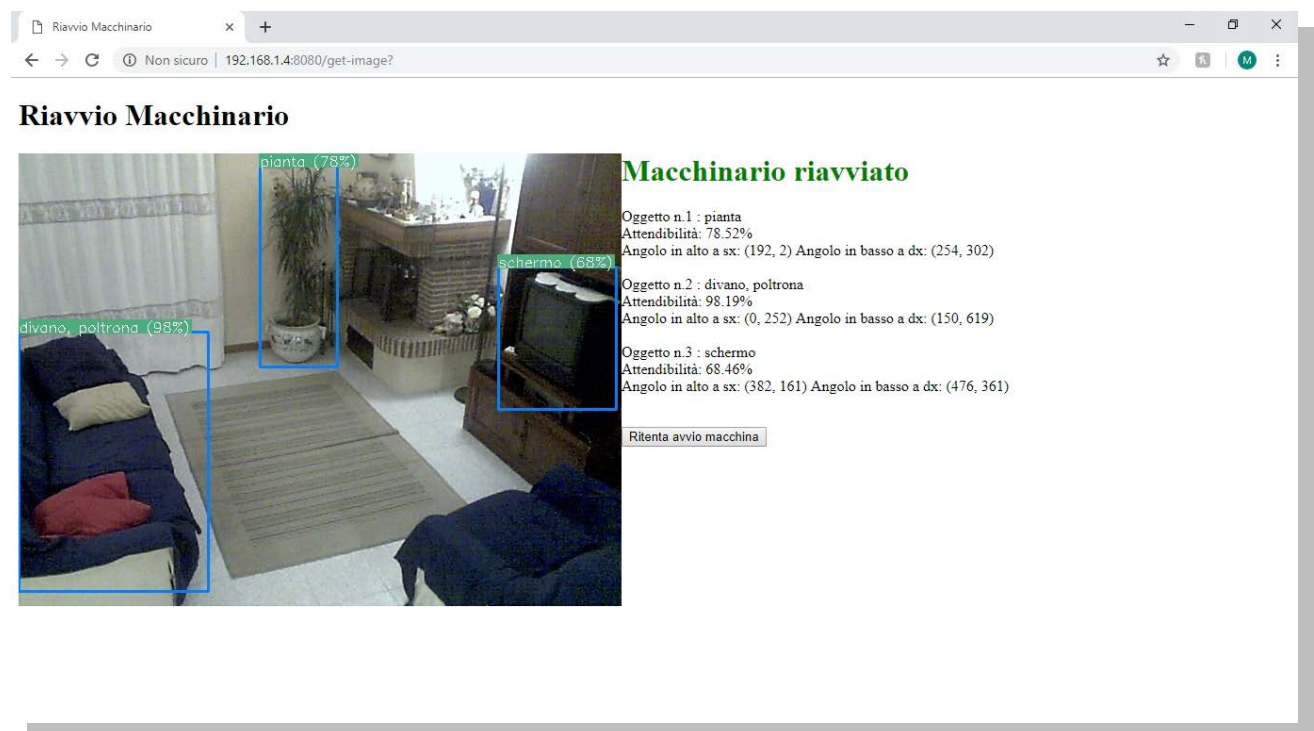 Riavvio Macchinario
Non sicuro | 192.168.1.4:8080/get-image?
M
Riavvio Macchinario
pianta (78%)
schermo (68%)
divano, poltrona (98%)
Macchinario riavviato
Oggetto n.1 : pianta
Attendibilità: 78.52%
Angolo in alto a sx: (192, 2) Angolo in basso a dx: (254, 302)
Oggetto n.2 : divano, poltrona
Attendibilità: 98.19%
Angolo in alto a sx: (0, 252) Angolo in basso a dx: (150, 619)
Oggetto n.3 : schermo
Attendibilità: 68.46%
Angolo in alto a sx: (382, 161) Angolo in basso a dx: (476, 361)
Ritenta avvio macchina